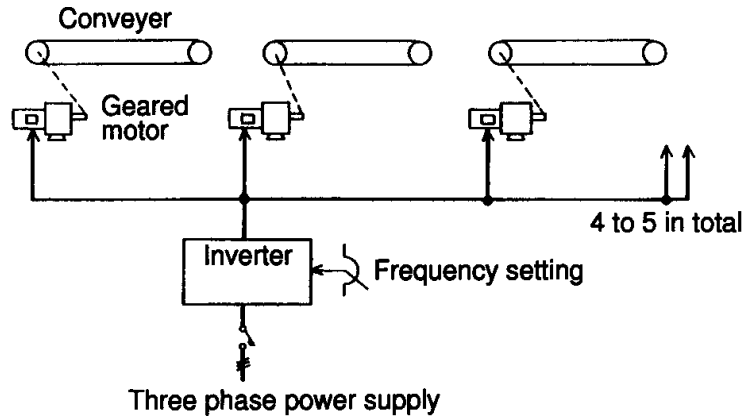 Conveyer
Geared
motor
4 to 5 in total
Inverter
Frequency setting
Three phase power supply